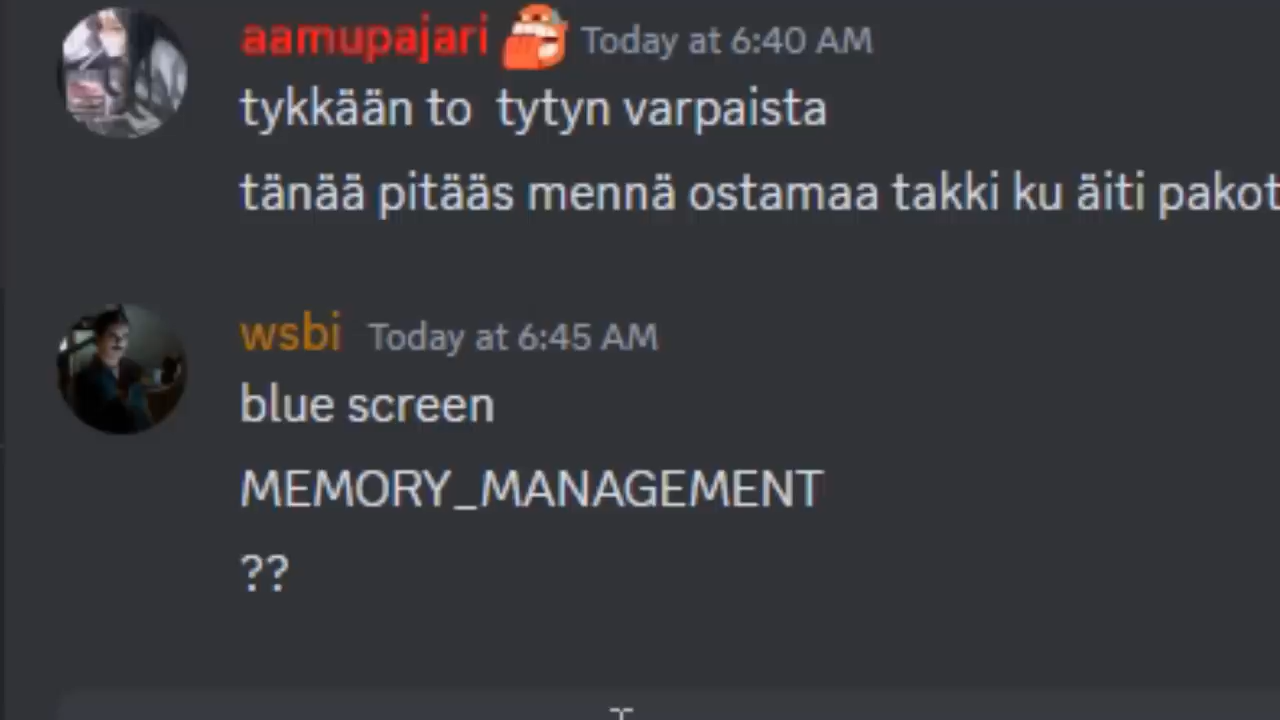 aamupajari Today at 6:40 AM
tykkään to tytyn varpaista
tänää pitääs mennä ostamaa takki ku äiti pakot
wsbi Today at 6:45 AM
blue screen
MEMORY_MANAGEMENT
??